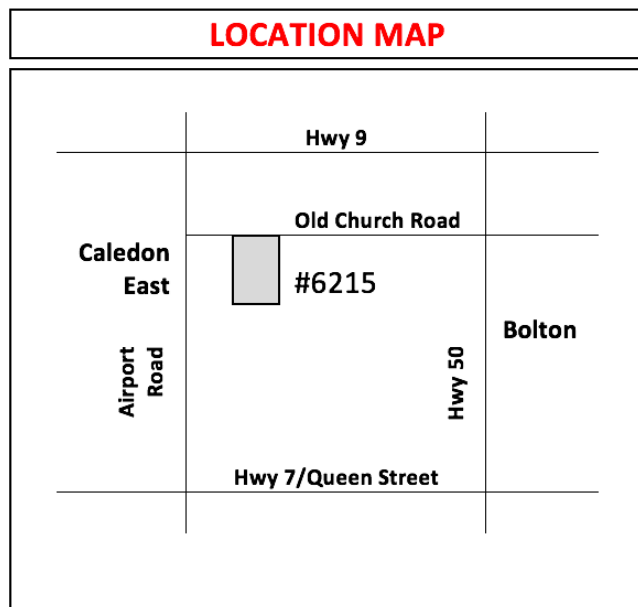 LOCATION MAP
Hwy 9
Old Church Road
Caledon
East
#6215
Bolton
Airport
Road
Hwy 50
Hwy 7/Queen Street